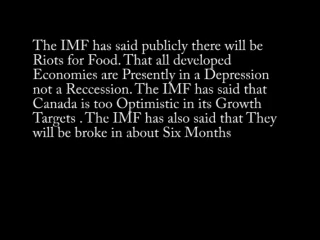 The IMF has said publicly there will be
Riots for Food. That all developed
Economies are Presently in a Depression
not a Reccession. The IMF has said that
Canada is too Optimistic in its Growth
Targets . The IMF has also said that They
will be broke in about Six Months